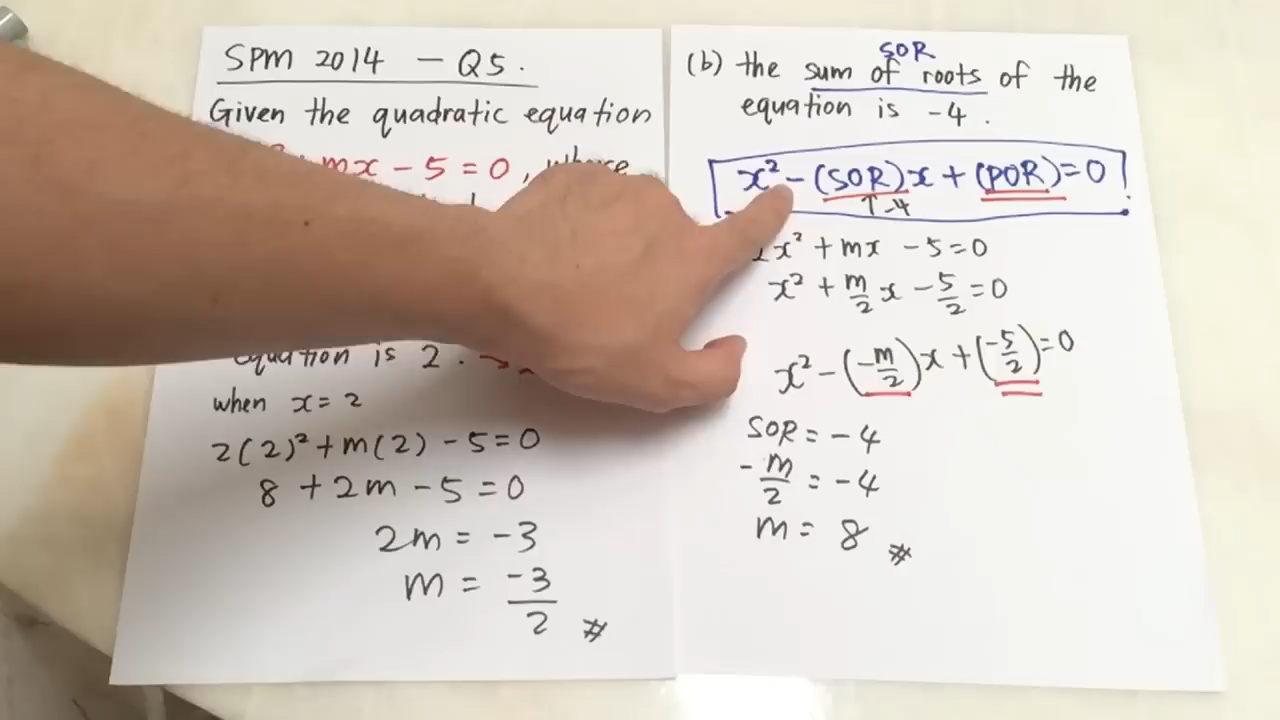 SPM 2014 - Q5.
Given the quadratic equation
mx - 5 = 0, where
equation is 2. →
when x = 2
2(2)² + m(2) - 5 = 0
8 + 2m - 5 = 0
2m = -3
m = -3/2 #
(b) the sum of roots of the
SOR
equation is -4.
x² - (SOR)x + (POR) = 0
↑ -4
2x² + mx - 5 = 0
x² + m/2 x - 5/2 = 0
x² - (-m/2)x + (-5/2) = 0
SOR = -4
-m/2 = -4
m = 8 #